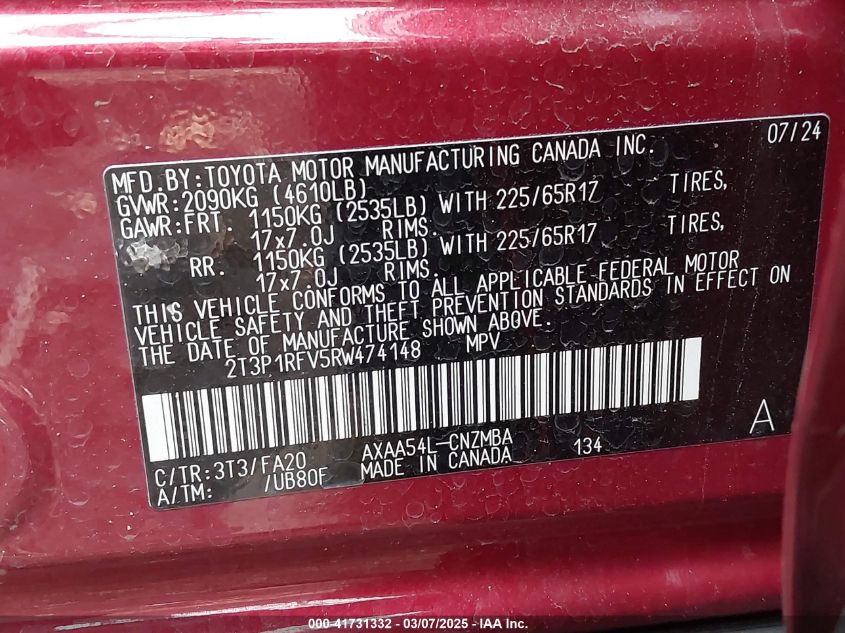 07/24
MFD.BY:TOYOTA MOTOR MANUFACTURING CANADA INC.
GVWR:2090KG (4610LB)
GAWR:FRT. 1150KG (2535LB) WITH 225/65R17 TIRES,
17x7.0J RIMS.
RR. 1150KG (2535LB) WITH 225/65R17 TIRES,
17x7.0J RIMS.
THIS VEHICLE CONFORMS TO ALL APPLICABLE FEDERAL MOTOR
VEHICLE SAFETY AND THEFT PREVENTION STANDARDS IN EFFECT ON
THE DATE OF MANUFACTURE SHOWN ABOVE.
2T3P1RFV5RW474148 MPV
A
C/TR:3T3/FA20 AXAA54L-CNZMBA 134
A/TM: /UB80F MADE IN CANADA
000-41731332 - 03/07/2025 - IAA Inc.